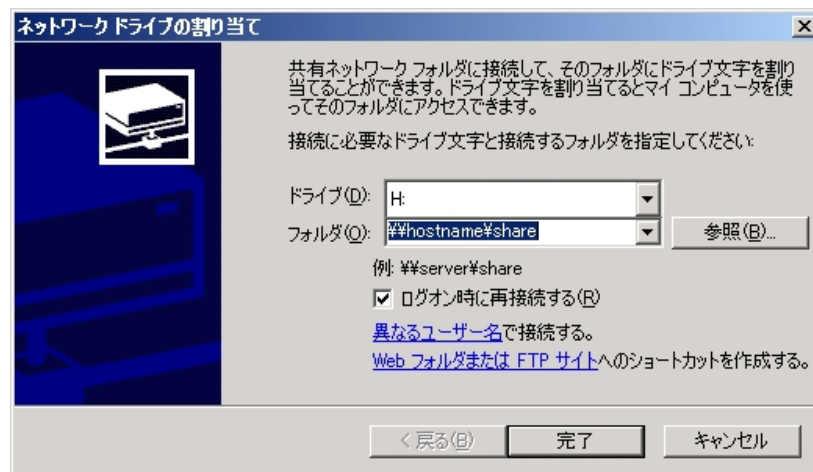 ネットワーク ドライブの割り当て
共有ネットワーク フォルダに接続して、そのフォルダにドライブ文字を割り
当てることができます。ドライブ文字を割り当てるとマイ コンピュータを使
ってそのフォルダにアクセスできます。
接続に必要なドライブ文字と接続するフォルダを指定してください:
ドライブ(D): H:
フォルダ(O): ¥¥hostname¥share 参照(B)...
例: ¥¥server¥share
ログオン時に再接続する(R)
異なるユーザー名で接続する。
Web フォルダまたは FTP サイトへのショートカットを作成する。
< 戻る(B) 完了 キャンセル